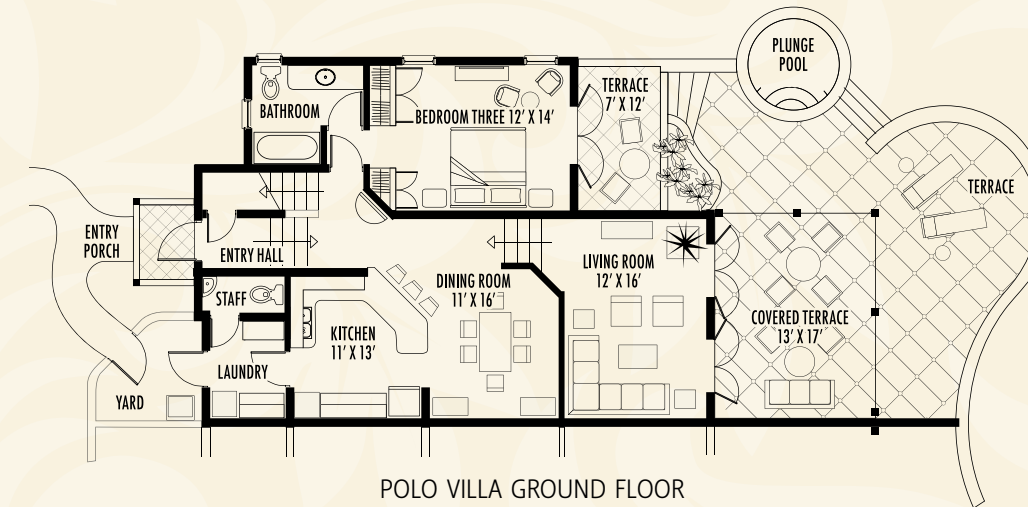 PLUNGE
POOL
BATHROOM
BEDROOM THREE 12' X 14'
TERRACE
7' X 12'
TERRACE
ENTRY
PORCH
ENTRY HALL
LIVING ROOM
12' X 16'
DINING ROOM
11' X 16'
STAFF
KITCHEN
11' X 13'
COVERED TERRACE
13' X 17'
LAUNDRY
YARD
POLO VILLA GROUND FLOOR